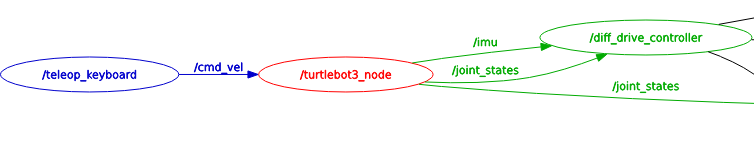 /teleop_keyboard
/cmd_vel
/turtlebot3_node
/imu
/joint_states
/diff_drive_controller
/joint_states